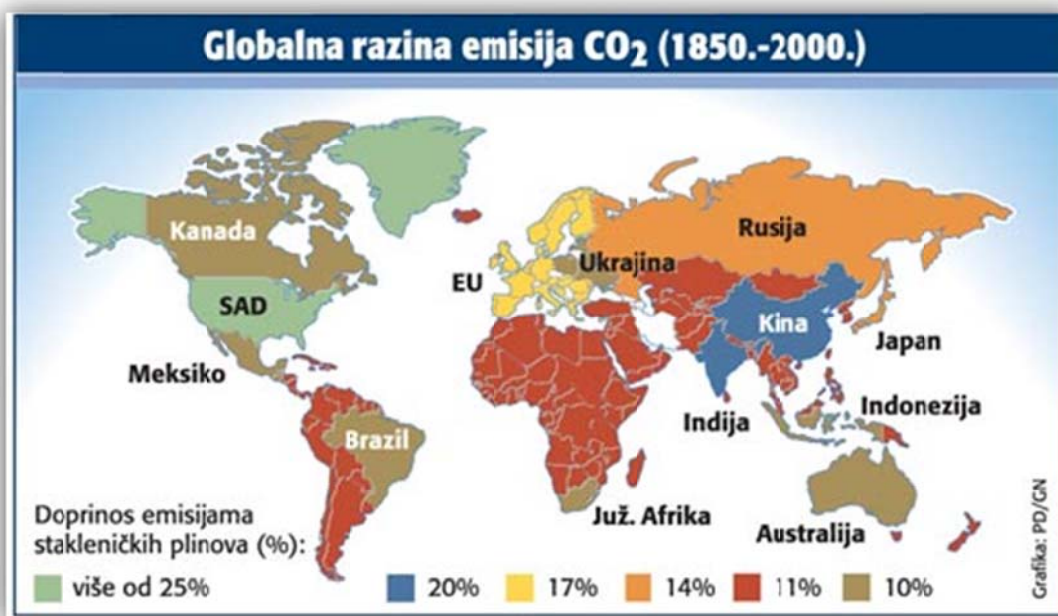 Globalna razina emisija CO₂ (1850.-2000.)
Kanada
SAD
Meksiko
Brazil
EU
Ukrajina
Rusija
Kina
Japan
Indija
Indonezija
Juž. Afrika
Australija
Doprinos emisijama
stakleničkih plinova (%):
više od 25% 20% 17% 14% 11% 10%
Grafika: PD/GN